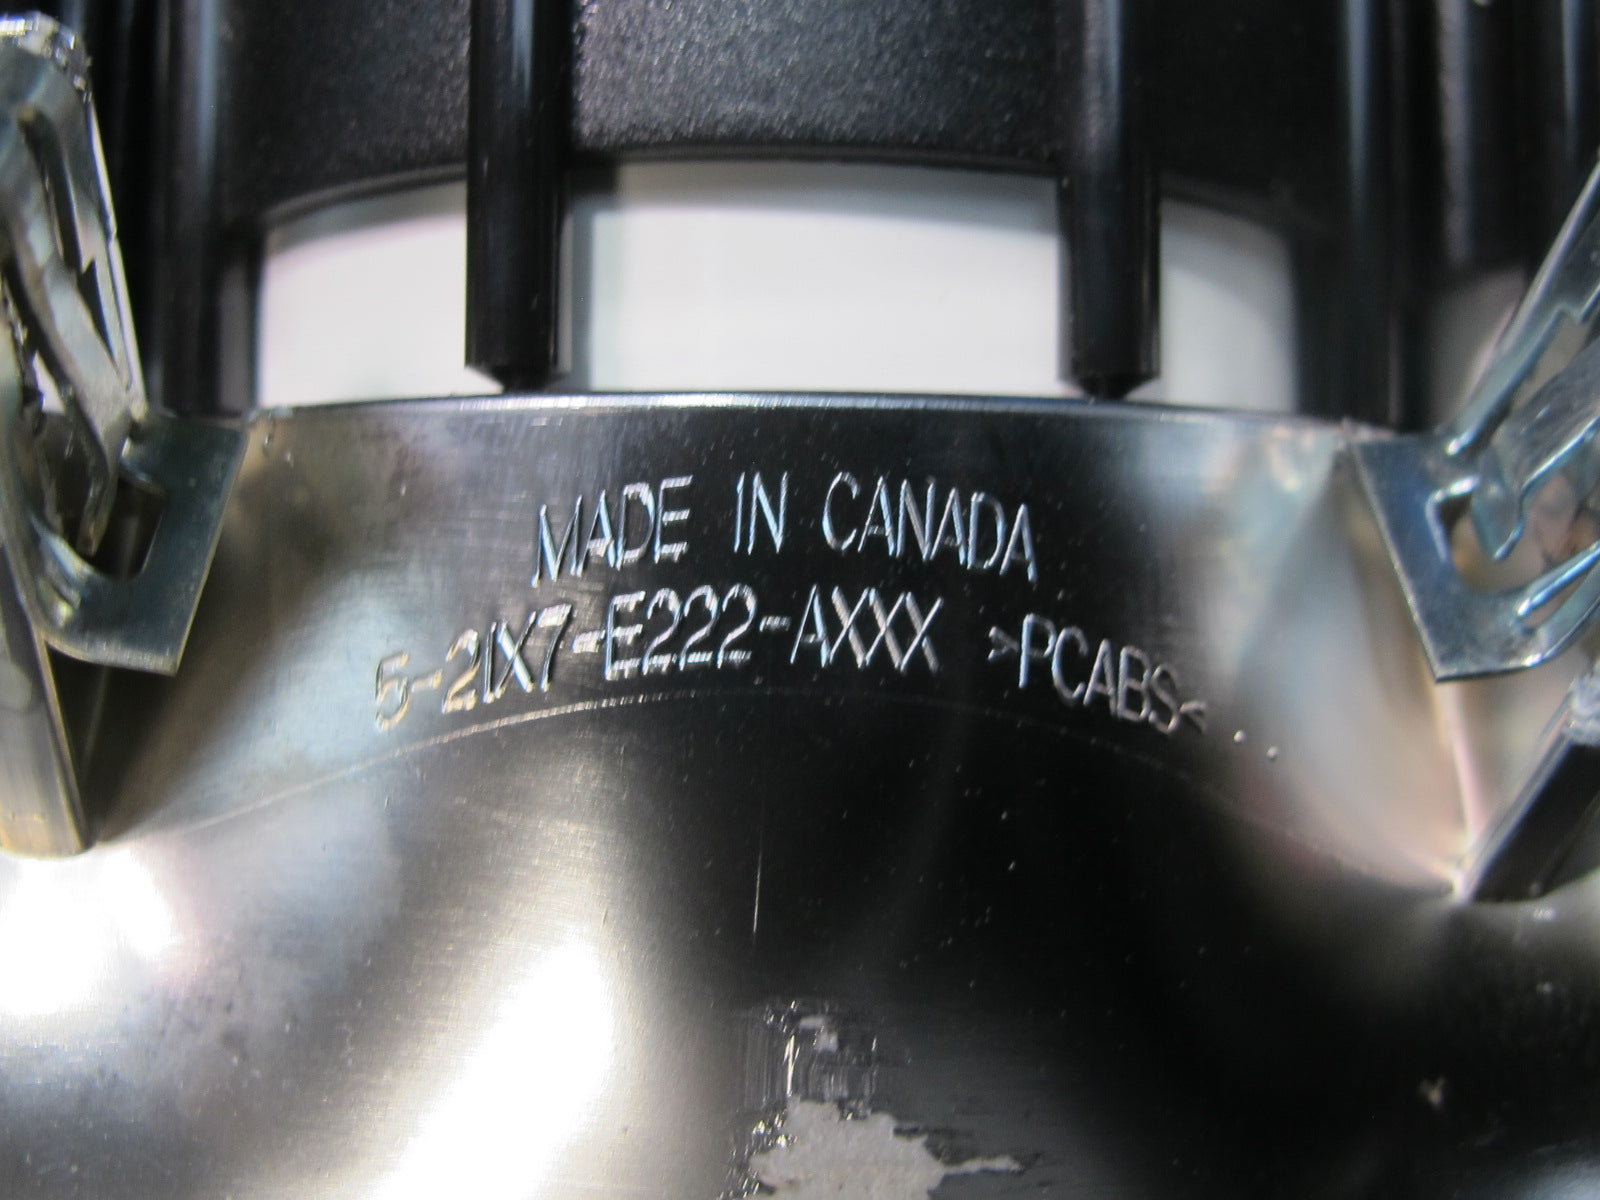 MADE IN CANADA
5-21X7-E222-AXXX >PCABS<..